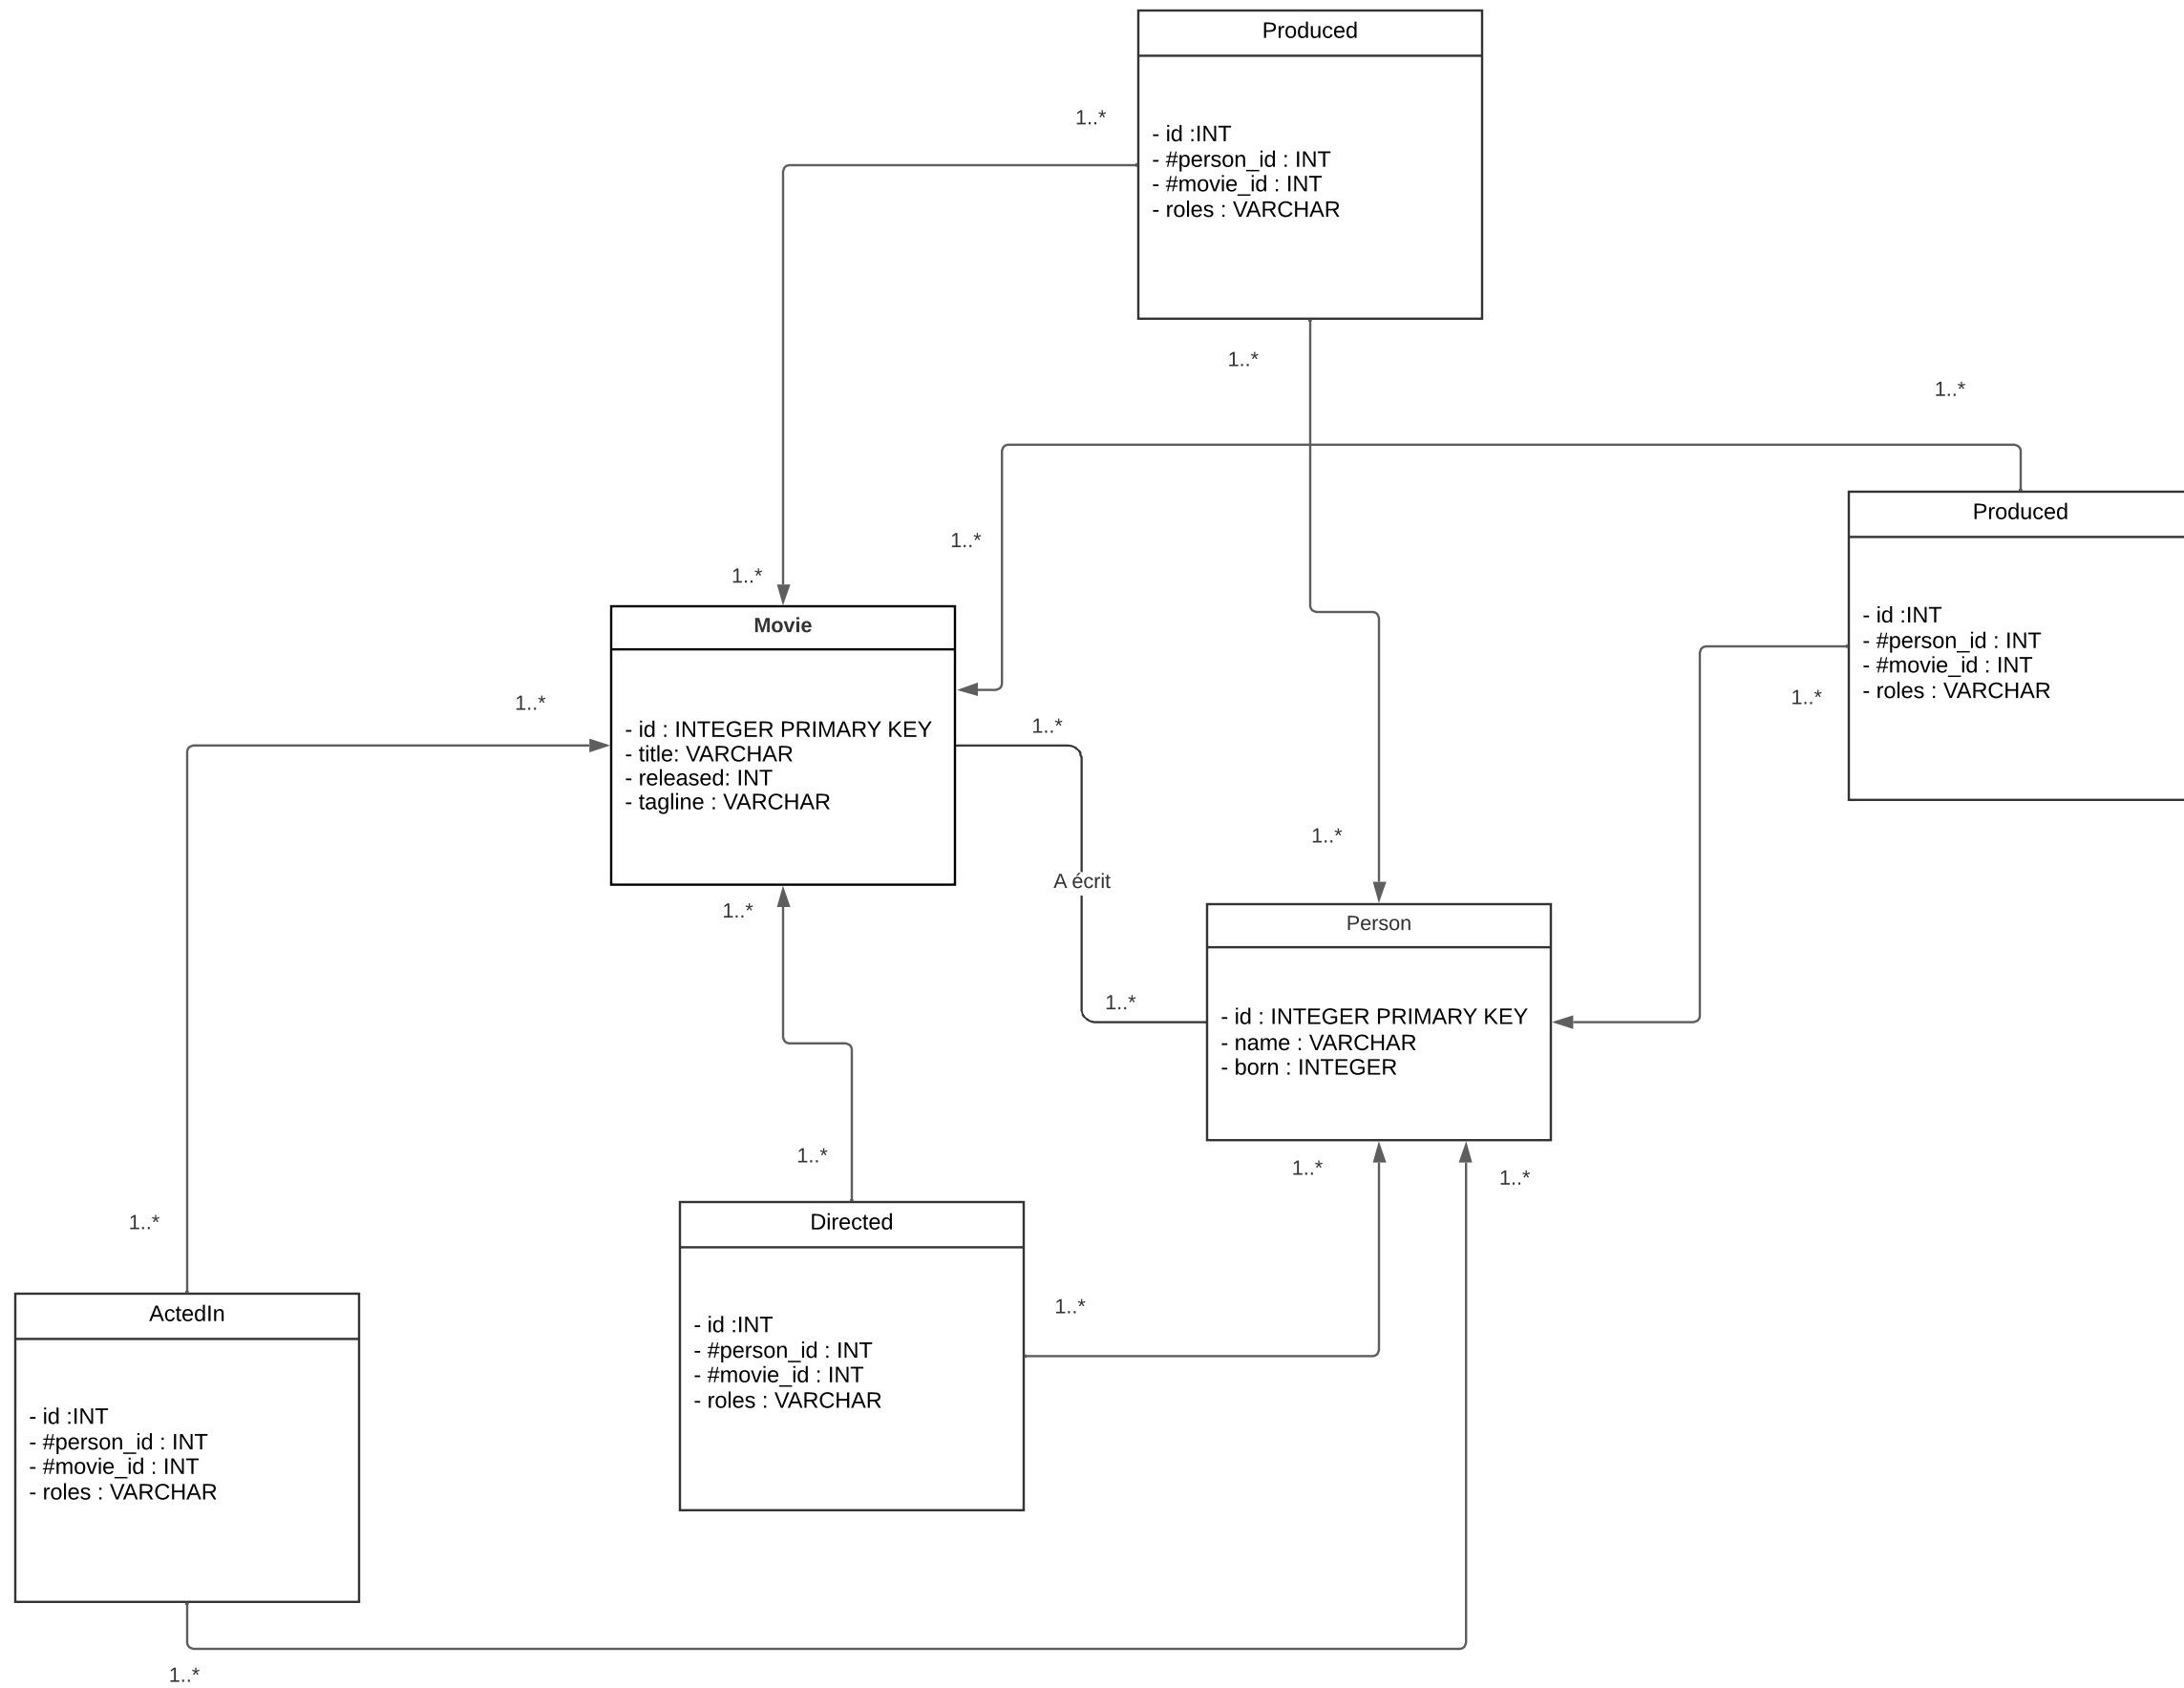 Produced
- id :INT
- #person_id : INT
- #movie_id : INT
- roles : VARCHAR
1..*
1..*
1..*
1..*
1..*
Produced
- id :INT
- #person_id : INT
- #movie_id : INT
- roles : VARCHAR
1..*
Movie
- id : INTEGER PRIMARY KEY
- title: VARCHAR
- released: INT
- tagline : VARCHAR
1..*
1..*
A écrit
1..*
1..*
1..*
Person
- id : INTEGER PRIMARY KEY
- name : VARCHAR
- born : INTEGER
1..*
1..*
1..*
Directed
- id :INT
- #person_id : INT
- #movie_id : INT
- roles : VARCHAR
1..*
1..*
ActedIn
- id :INT
- #person_id : INT
- #movie_id : INT
- roles : VARCHAR
1..*